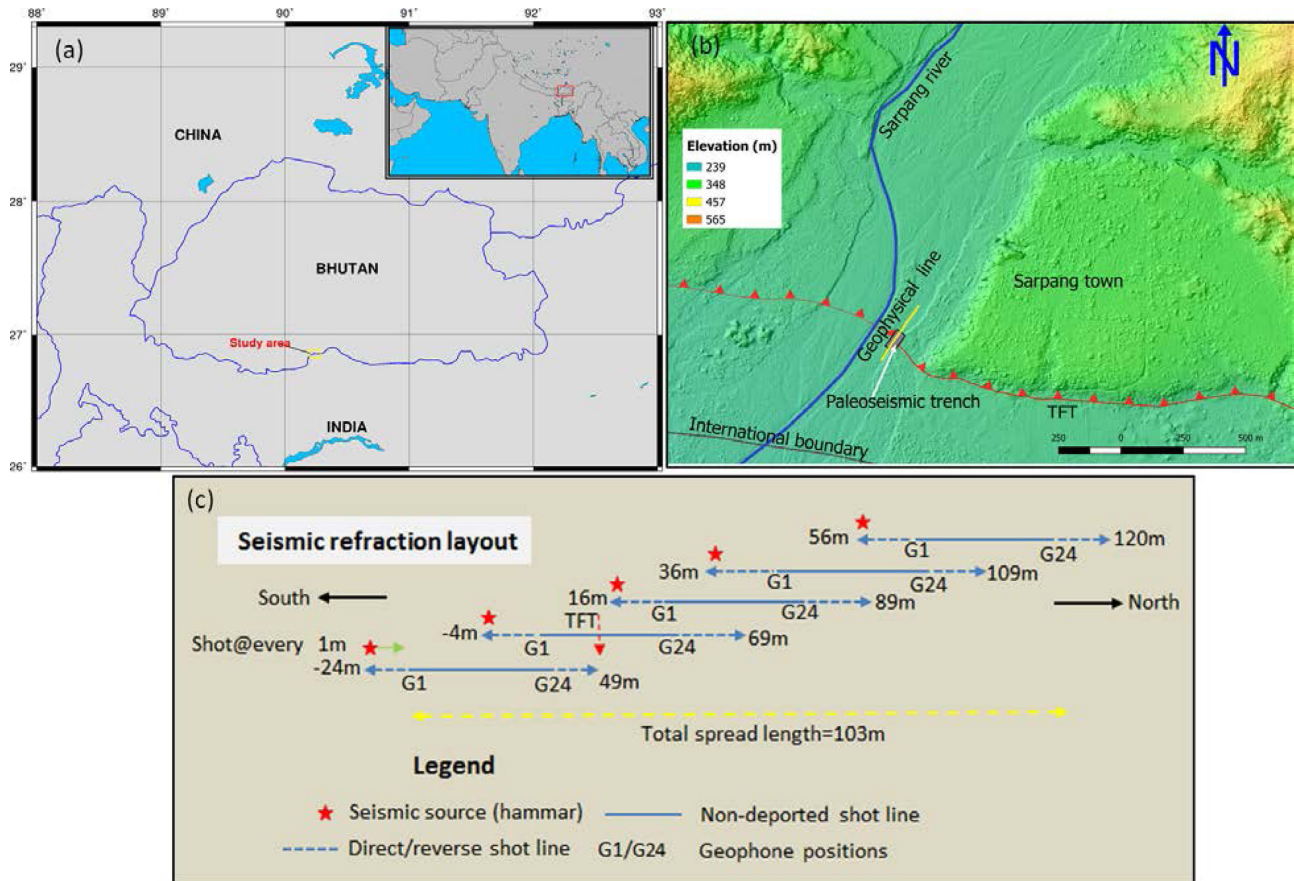 88˚ 89˚ 90˚ 91˚ 92˚ 93˚
(a)
29˚
CHINA
28˚
BHUTAN
27˚
Study area
INDIA
26˚
(b)
N
Sarpang river
Elevation (m)
239
348
457
565
Geophysical line
Sarpang town
Paleoseismic trench
TFT
International boundary
250 0 250 500 m
(c)
Seismic refraction layout
56m G1 G24 120m
36m G1 G24 109m
South
16m G1 G24 89m
North
TFT
Shot@every 1m
-4m G1 G24 69m
-24m G1 G24 49m
Total spread length=103m
Legend
Seismic source (hammar)
Non-deported shot line
Direct/reverse shot line
G1/G24 Geophone positions